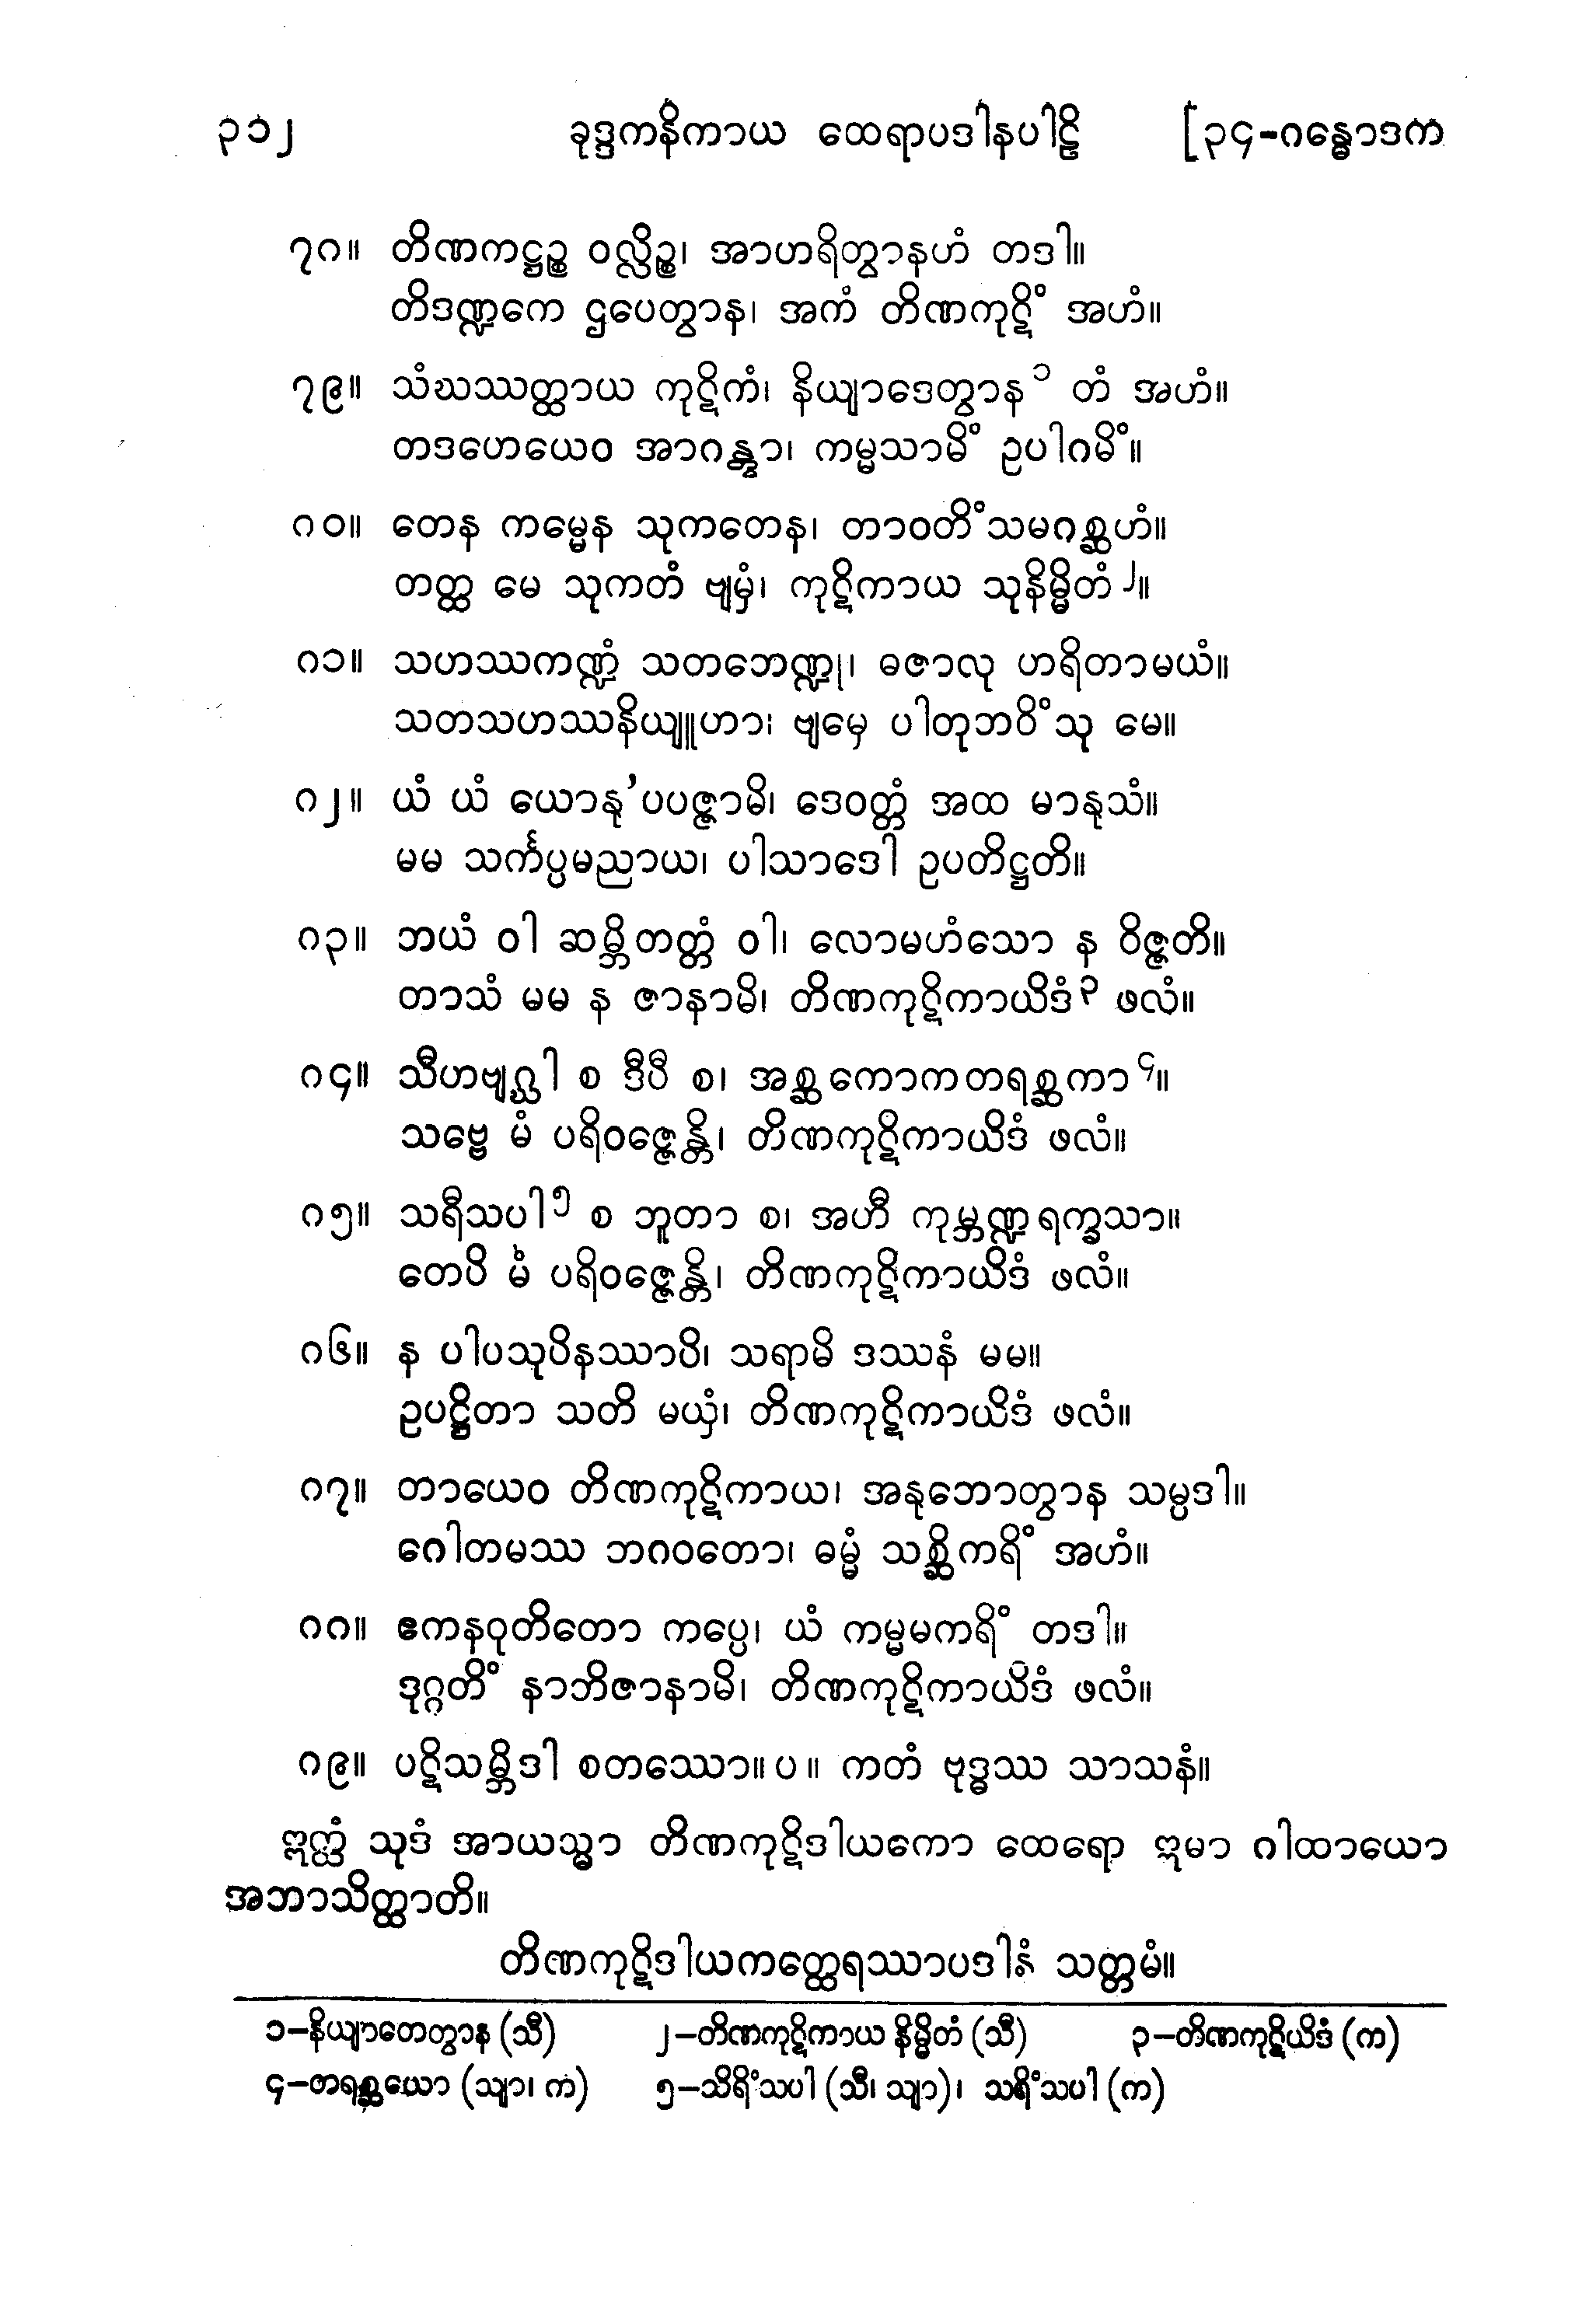 ၃၁၂ ခုဒ္ဒကနိကာယ ထေရာပဒါနပါဠိ [၃၄-ဂန္ဓောဒက
၇ဂ။ တိဏကဋ္ဌဉ္စ ဝလ္လိဉ္စ၊ အာဟရိတွာနဟံ တဒါ။
တိဒဏ္ဍကေ ဌပေတွာန၊ အကံ တိဏကုဋိံ အဟံ။
၇၉။ သံဃဿတ္ထာယ ကုဋိကံ၊ နိယျာဒေတွာန ၁ တံ အဟံ။
တဒဟေယေဝ အာဂန္တွာ၊ ကမ္မသာမိံ ဥပါဂမိံ။
ဂဝ။ တေန ကမ္မေန သုကတေန၊ တာဝတိံသမဂစ္ဆဟံ။
တတ္ထ မေ သုကတံ ဗျမှံ၊ ကုဋိကာယ သုနိမ္မိတံ ၂။
ဂ၁။ သဟဿကဏ္ဍံ သတဘေဏ္ဍု၊ ဓဇာလု ဟရိတာမယံ။
သတသဟဿနိယျူဟာ၊ ဗျမှေ ပါတုဘဝိံသု မေ။
ဂ၂။ ယံ ယံ ယောနု’ပပဇ္ဇာမိ၊ ဒေဝတ္တံ အထ မာနုသံ။
မမ သင်္ကပ္ပမညာယ၊ ပါသာဒေါ ဥပတိဋ္ဌတိ။
ဂ၃။ ဘယံ ဝါ ဆမ္ဘိတတ္တံ ဝါ၊ လောမဟံသော န ဝိဇ္ဇတိ။
တာသံ မမ န ဇာနာမိ၊ တိဏကုဋိကာယိဒံ ၃ ဖလံ။
ဂ၄။ သီဟဗျဂ္ဃါ စ ဒီပီ စ၊ အစ္ဆကောကတရစ္ဆကာ ၄။
သဗ္ဗေ မံ ပရိဝဇ္ဇေန္တိ၊ တိဏကုဋိကာယိဒံ ဖလံ။
ဂ၅။ သရီသပါ ၅ စ ဘူတာ စ၊ အဟီ ကုမ္ဘဏ္ဍရက္ခသာ။
တေပိ မံ ပရိဝဇ္ဇေန္တိ၊ တိဏကုဋိကာယိဒံ ဖလံ။
ဂ၆။ န ပါပသုပိနဿာပိ၊ သရာမိ ဒဿနံ မမ။
ဥပဋ္ဌိတာ သတိ မယှံ၊ တိဏကုဋိကာယိဒံ ဖလံ။
ဂ၇။ တာယေဝ တိဏကုဋိကာယ၊ အနုဘောတွာန သမ္ပဒါ။
ဂေါတမဿ ဘဂဝတော၊ ဓမ္မံ သစ္ဆိကရိံ အဟံ။
ဂဂ။ ဧကနဝုတိတော ကပ္ပေ၊ ယံ ကမ္မမကရိံ တဒါ။
ဒုဂ္ဂတိံ နာဘိဇာနာမိ၊ တိဏကုဋိကာယိဒံ ဖလံ။
ဂ၉။ ပဋိသမ္ဘိဒါ စတဿော။ ပ ။ ကတံ ဗုဒ္ဓဿ သာသနံ။
ဣတ္ထံ သုဒံ အာယသ္မာ တိဏကုဋိဒါယကော ထေရော ဣမာ ဂါထာယော
အဘာသိတ္ထာတိ။
တိဏကုဋိဒါယကတ္ထေရဿာပဒါနံ သတ္တမံ။
၁-နိယျာတေတွာန (သီ) ၂-တိဏကုဋိကာယ နိမ္မိတံ (သီ) ၃-တိဏကုဋိယိဒံ (က)
၄-တရစ္ဆယော (သျာ၊ က) ၅-သိရိံသပါ (သီ၊ သျာ)၊ သရိံသပါ (က)